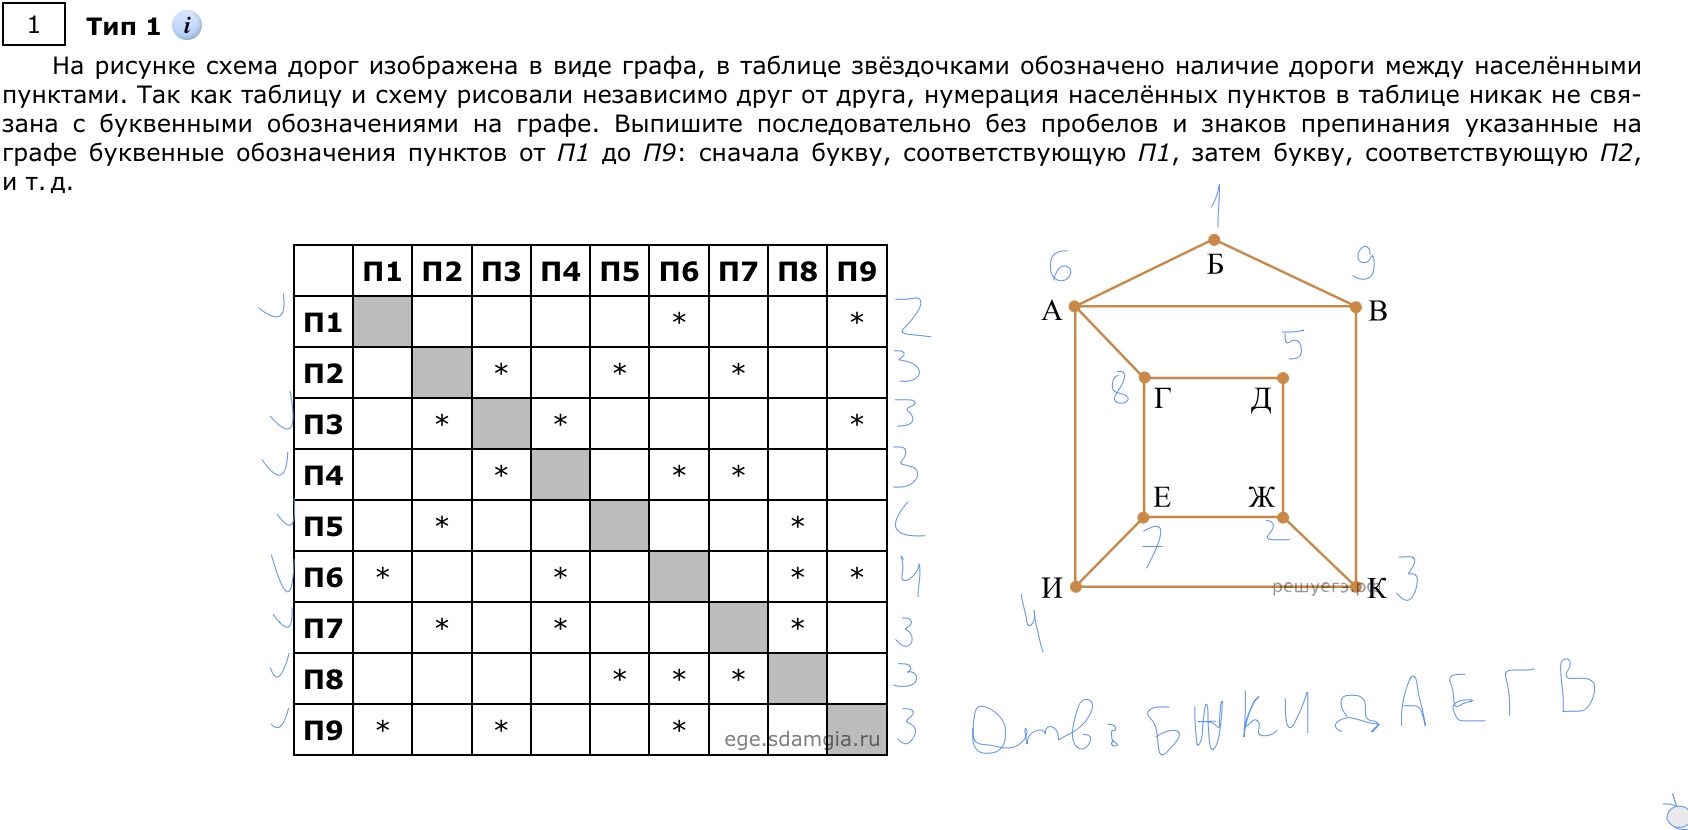 1 Тип 1 i
На рисунке схема дорог изображена в виде графа, в таблице звёздочками обозначено наличие дороги между населёнными
пунктами. Так как таблицу и схему рисовали независимо друг от друга, нумерация населённых пунктов в таблице никак не свя-
зана с буквенными обозначениями на графе. Выпишите последовательно без пробелов и знаков препинания указанные на
графе буквенные обозначения пунктов от П1 до П9: сначала букву, соответствующую П1, затем букву, соответствующую П2,
и т. д.
П1 П2 П3 П4 П5 П6 П7 П8 П9
П1 * * 2
П2 * * * 3
П3 * * * 3
П4 * * * 3
П5 * *
П6 * * * * 4
П7 * * * 3
П8 * * * 3
П9 * * * 3
ege.sdamgia.ru
1
6 Б 9
А В
5
8 Г Д
Е Ж
7 2
И решуегэ.рф К 3
4
Отв: БЖКИДАЕГВ